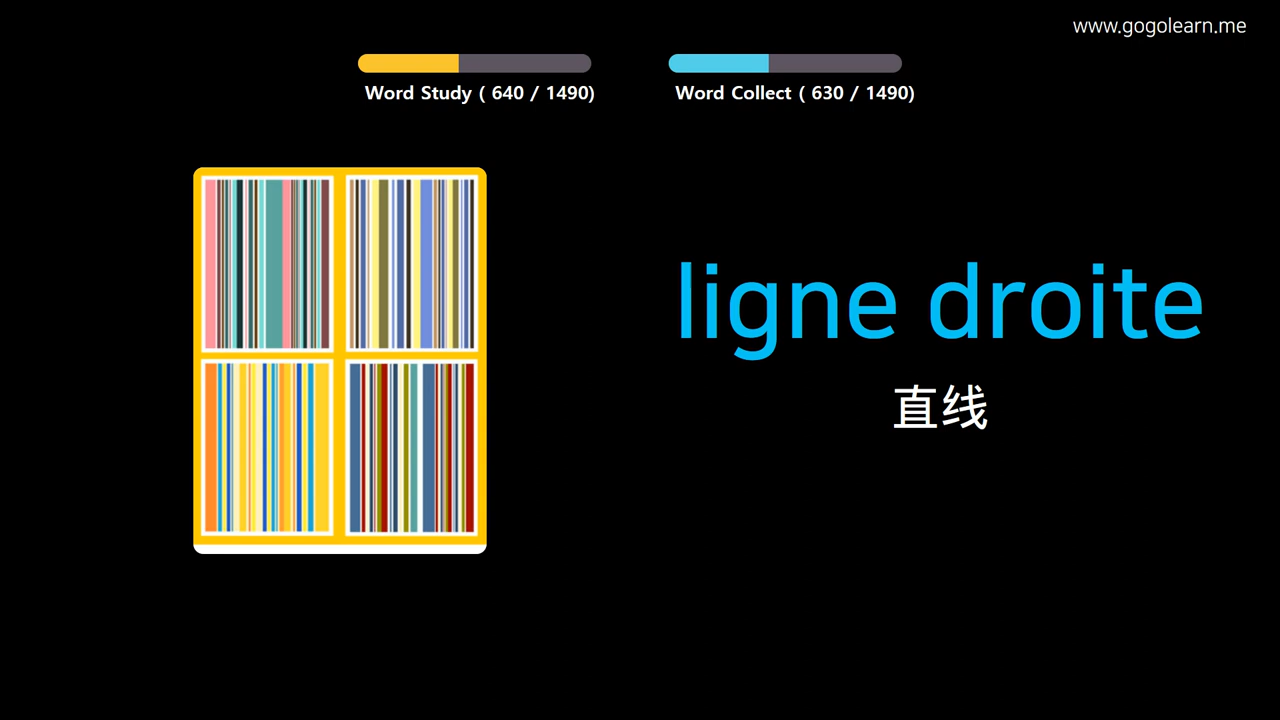 www.gogolearn.me
Word Study ( 640 / 1490)
Word Collect ( 630 / 1490)
ligne droite
直线